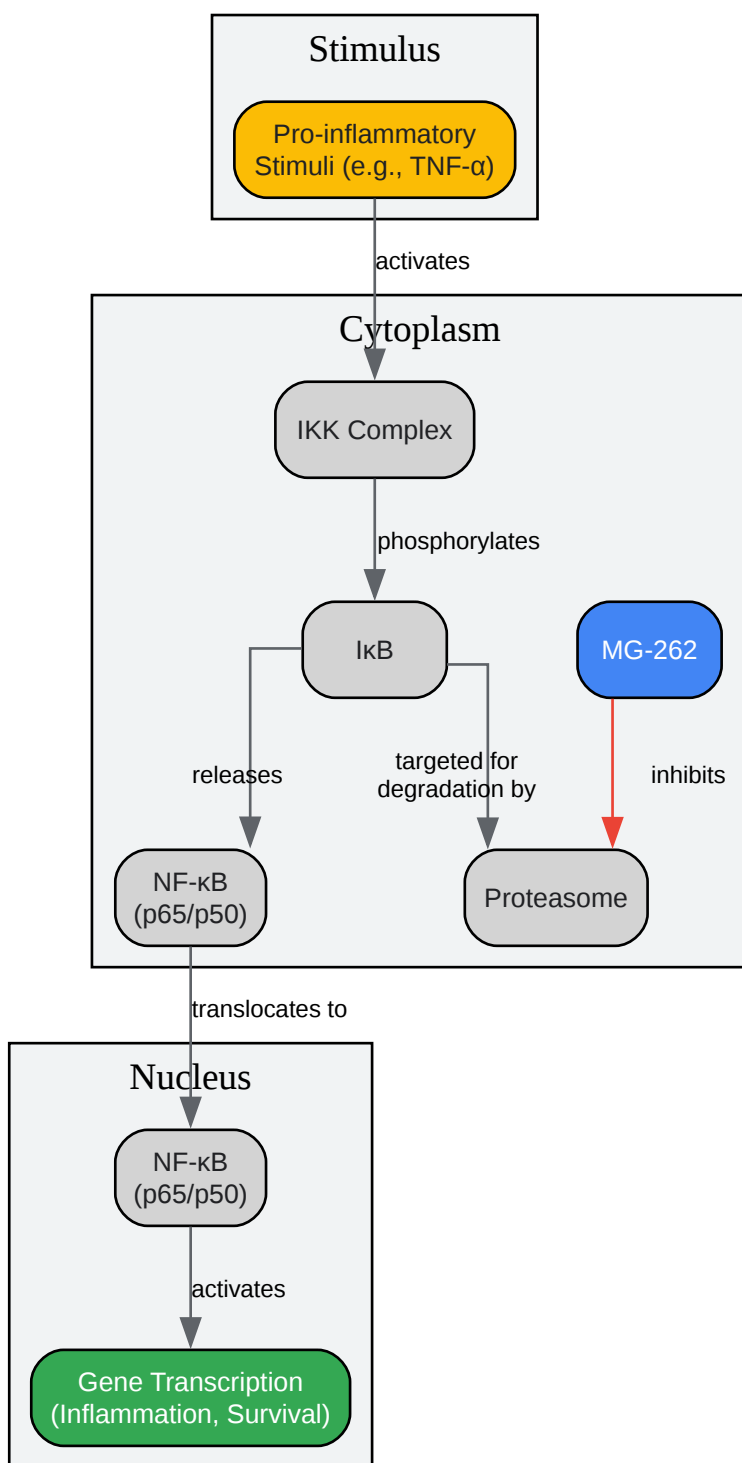 Stimulus
Pro-inflammatory
Stimuli (e.g., TNF-α)
activates
Cytoplasm
IKK Complex
phosphorylates
IκB
MG-262
releases
targeted for
degradation by
inhibits
NF-κB
(p65/p50)
Proteasome
translocates to
Nucleus
NF-κB
(p65/p50)
activates
Gene Transcription
(Inflammation, Survival)